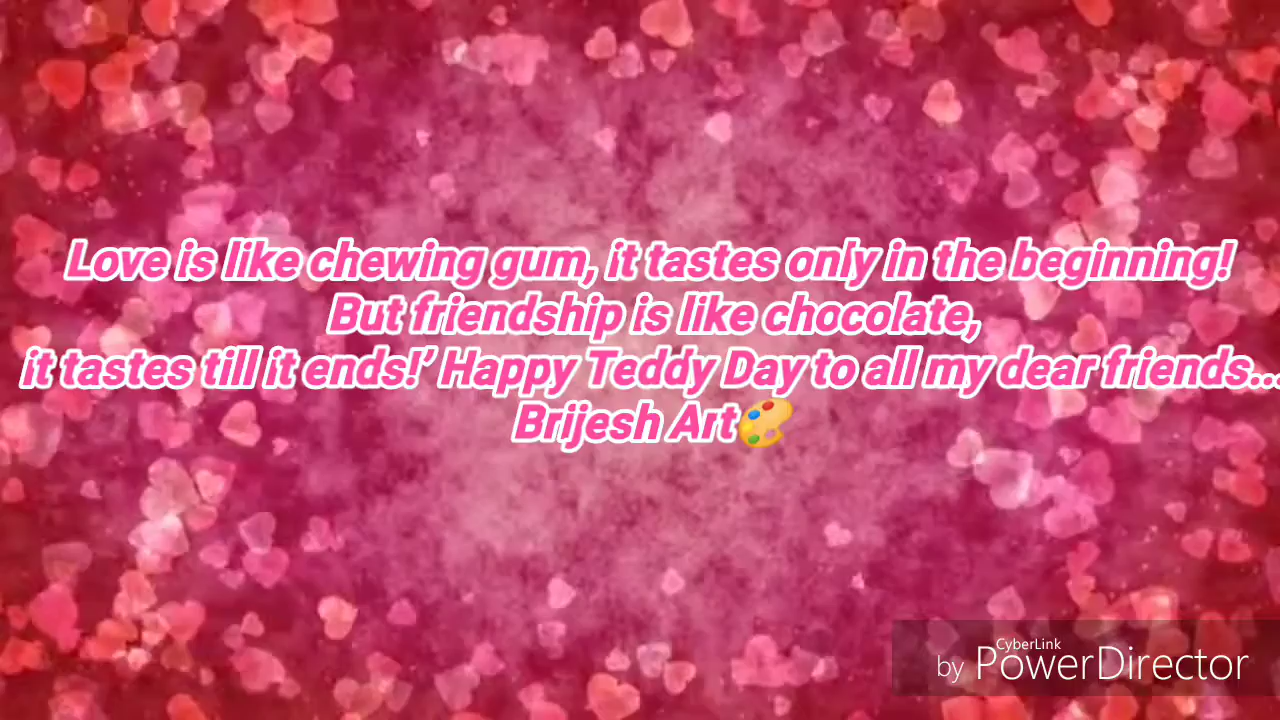 Love is like chewing gum, it tastes only in the beginning!
But friendship is like chocolate,
it tastes till it ends!’ Happy Teddy Day to all my dear friends...
Brijesh Art🎨
CyberLink
by PowerDirector